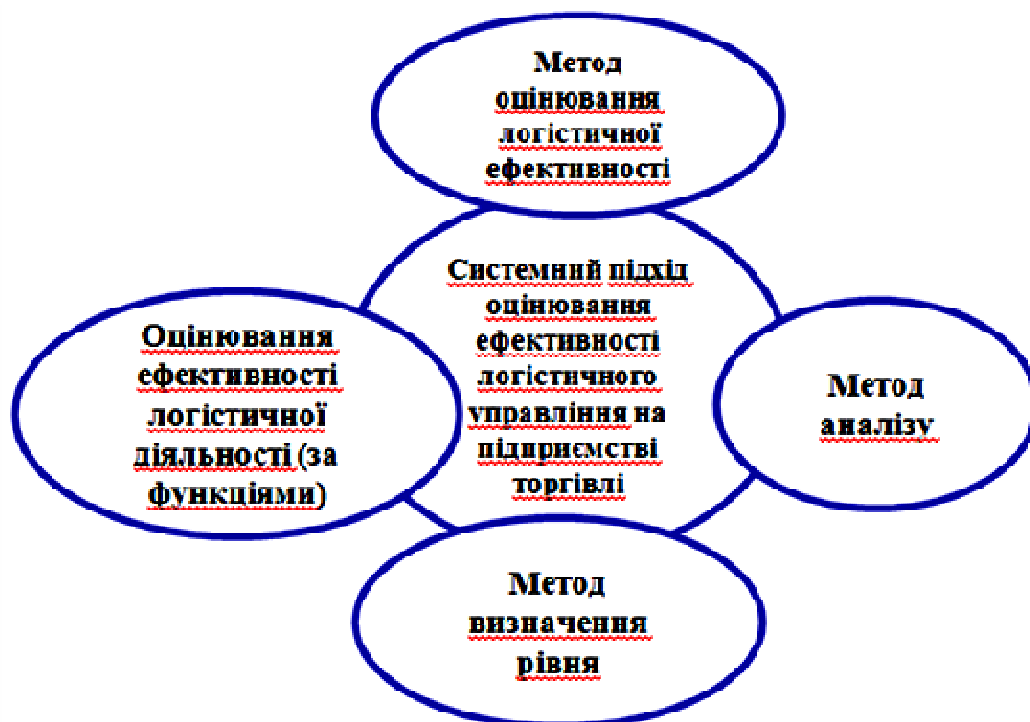 Метод
оцінювання
логістичної
ефективності
Системний підхід
оцінювання
ефективності
логістичного
управління на
підприємстві
торгівлі
Оцінювання
ефективності
логістичної
діяльності (за
функціями)
Метод
аналізу
Метод
визначення
рівня